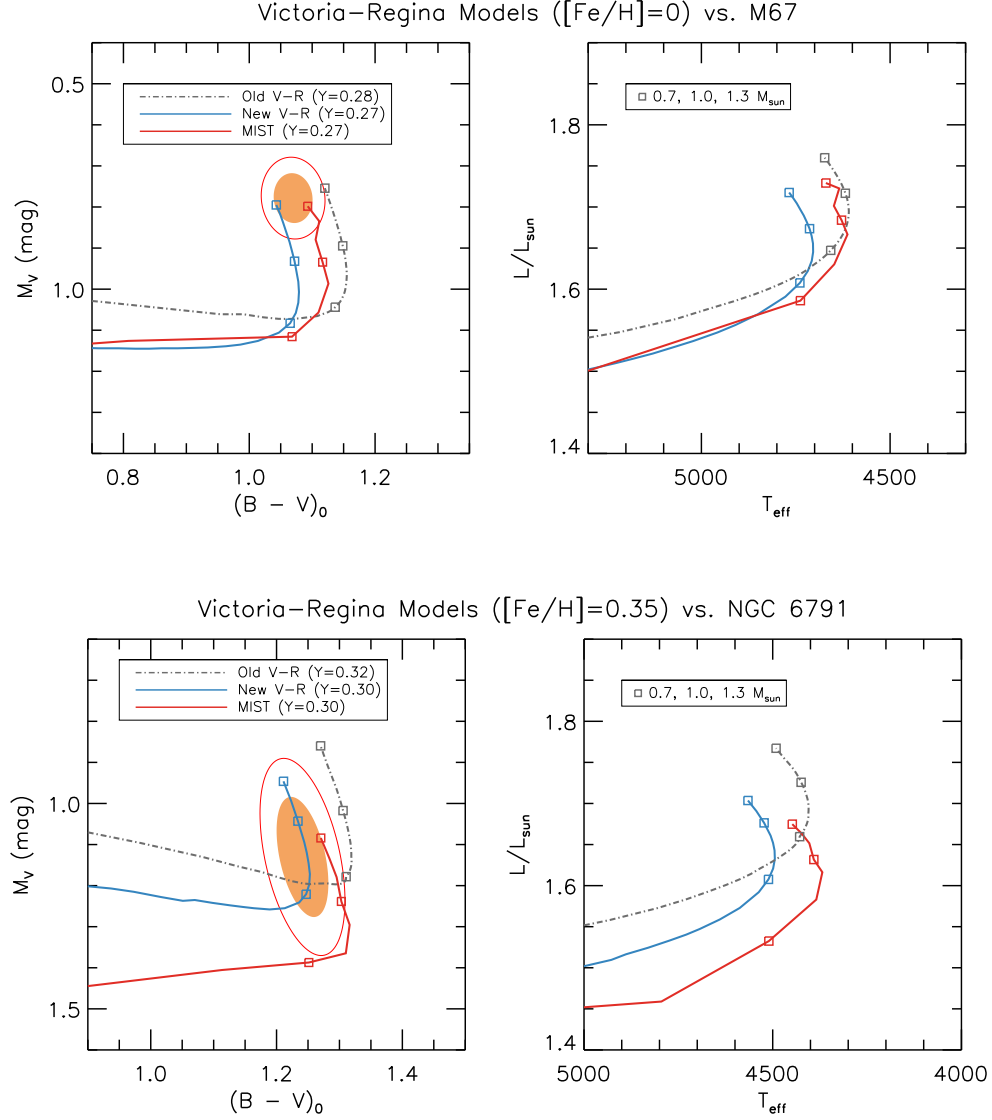 Victoria−Regina Models ([Fe/H]=0) vs. M67
0.5
1.0
M_V (mag)
Old V−R (Y=0.28)
New V−R (Y=0.27)
MIST (Y=0.27)
0.8 1.0 1.2
(B − V)_0
1.8
1.6
1.4
L/L_sun
0.7, 1.0, 1.3 M_sun
5000 4500
T_eff
Victoria−Regina Models ([Fe/H]=0.35) vs. NGC 6791
1.0
1.5
M_V (mag)
Old V−R (Y=0.32)
New V−R (Y=0.30)
MIST (Y=0.30)
1.0 1.2 1.4
(B − V)_0
1.8
1.6
1.4
L/L_sun
0.7, 1.0, 1.3 M_sun
5000 4500 4000
T_eff